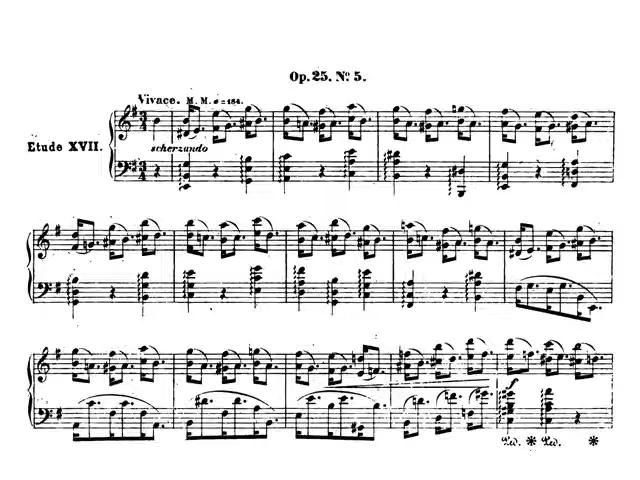 Op. 25. No. 5.
Vivace. M. M. = 184.
Etude XVII.
scherzando
f
Ped. * Ped. *